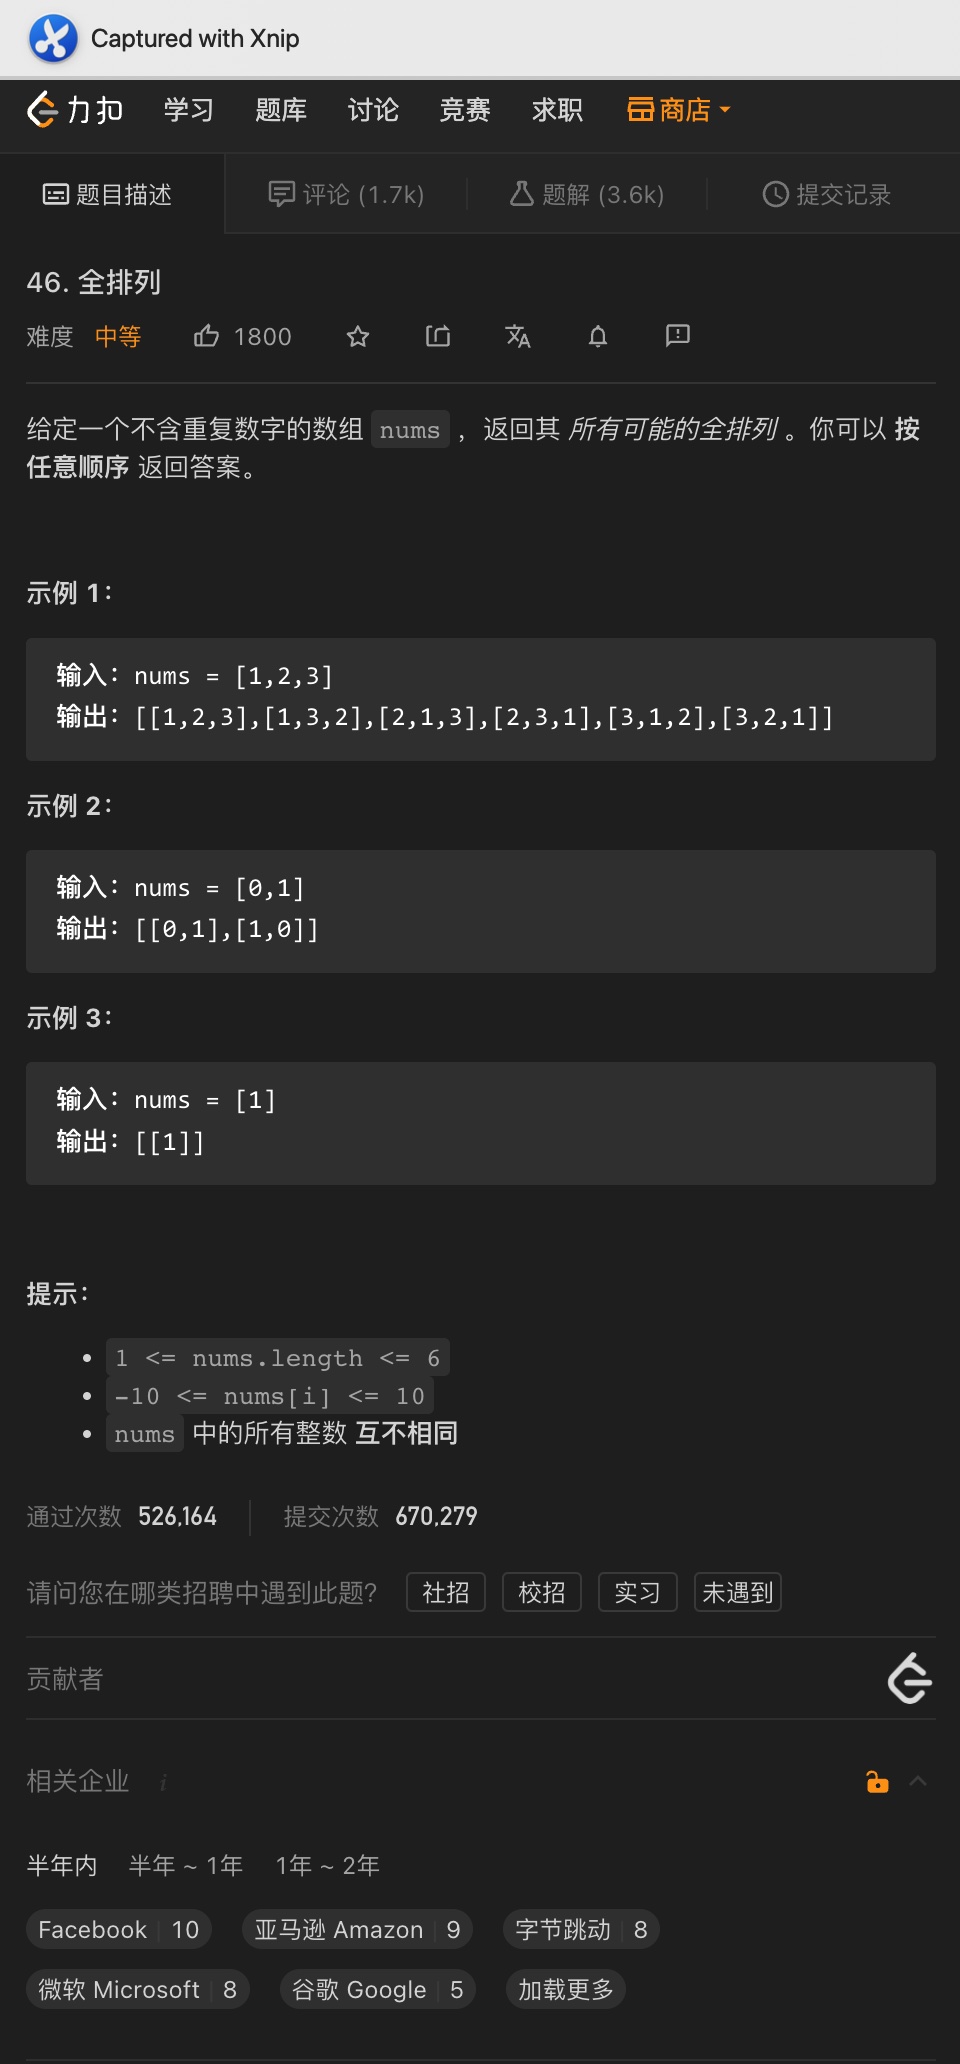 Captured with Xnip
力扣 学习 题库 讨论 竞赛 求职 商店
题目描述 评论 (1.7k) 题解 (3.6k) 提交记录
46. 全排列
难度 中等 1800
给定一个不含重复数字的数组 nums ，返回其 所有可能的全排列 。你可以 按
任意顺序 返回答案。
示例 1：
输入：nums = [1,2,3]
输出：[[1,2,3],[1,3,2],[2,1,3],[2,3,1],[3,1,2],[3,2,1]]
示例 2：
输入：nums = [0,1]
输出：[[0,1],[1,0]]
示例 3：
输入：nums = [1]
输出：[[1]]
提示：
1 <= nums.length <= 6
-10 <= nums[i] <= 10
nums 中的所有整数 互不相同
通过次数 526,164 提交次数 670,279
请问您在哪类招聘中遇到此题? 社招 校招 实习 未遇到
贡献者
相关企业 i
半年内 半年 ~ 1年 1年 ~ 2年
Facebook 10 亚马逊 Amazon 9 字节跳动 8
微软 Microsoft 8 谷歌 Google 5 加载更多